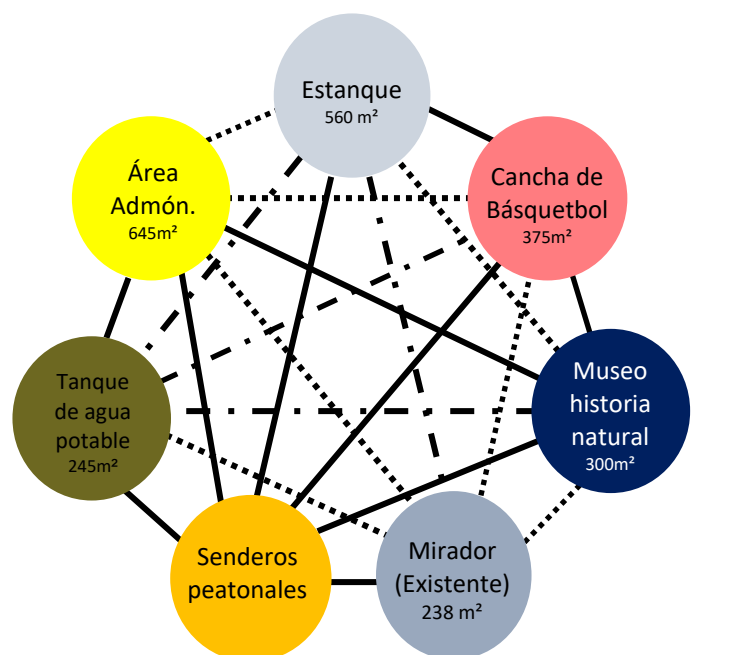 Estanque
560 m²
Área
Admón.
645m²
Cancha de
Básquetbol
375m²
Tanque
de agua
potable
245m²
Museo
historia
natural
300m²
Senderos
peatonales
Mirador
(Existente)
238 m²